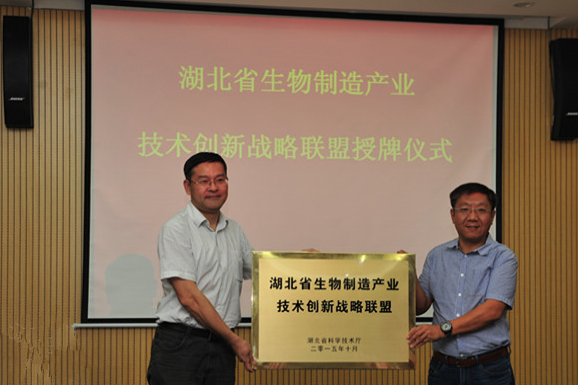 湖北省生物制造产业
技术创新战略联盟授牌仪式
湖北省生物制造产业
技术创新战略联盟
湖北省科学技术厅
二零一五年十月
BOSE